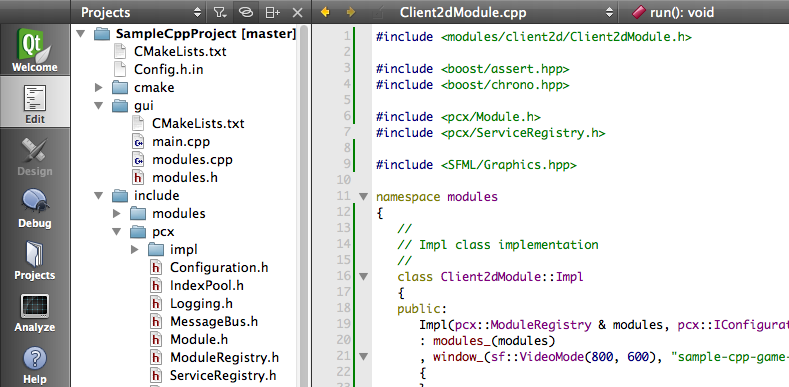 Projects
Client2dModule.cpp
run(): void
Qt
Welcome
Edit
Design
Debug
Projects
Analyze
Help
SampleCppProject [master]
CMakeLists.txt
Config.h.in
cmake
gui
CMakeLists.txt
main.cpp
modules.cpp
modules.h
include
modules
pcx
impl
Configuration.h
IndexPool.h
Logging.h
MessageBus.h
Module.h
ModuleRegistry.h
ServiceRegistry.h
1 #include <modules/client2d/Client2dModule.h>
2
3 #include <boost/assert.hpp>
4 #include <boost/chrono.hpp>
5
6 #include <pcx/Module.h>
7 #include <pcx/ServiceRegistry.h>
8
9 #include <SFML/Graphics.hpp>
10
11 namespace modules
12 {
13 //
14 // Impl class implementation
15 //
16 class Client2dModule::Impl
17 {
18 public:
19 Impl(pcx::ModuleRegistry & modules, pcx::IConfigurat
20 : modules_(modules)
21 , window_(sf::VideoMode(800, 600), "sample-cpp-game-
22 {